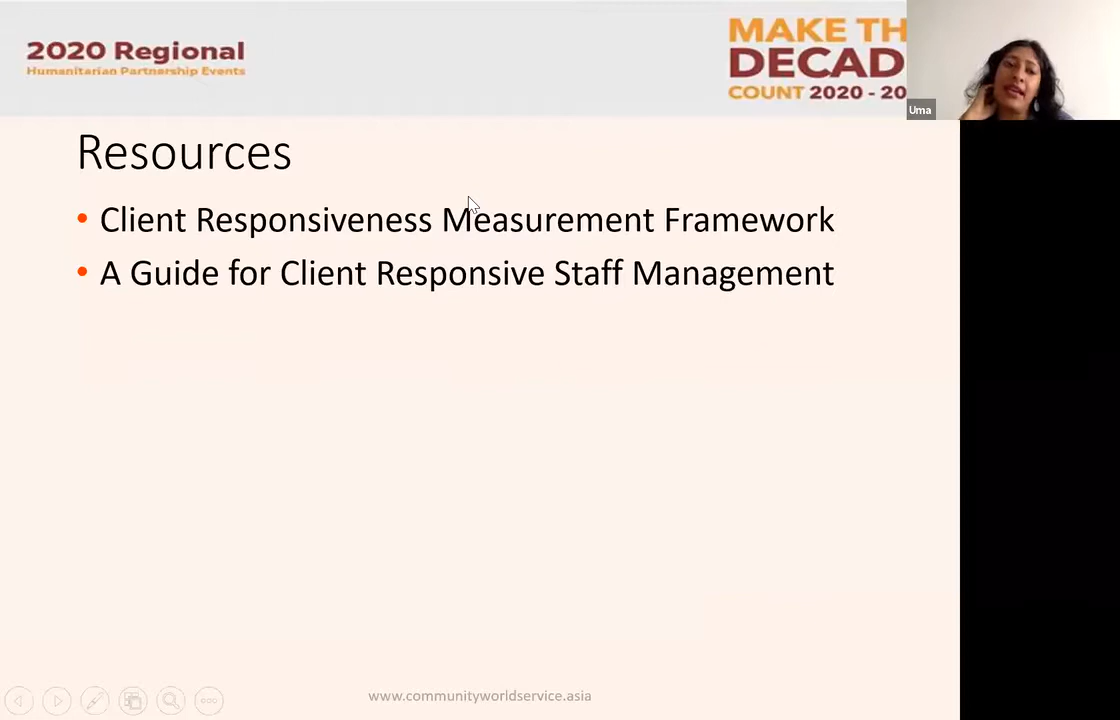 2020 Regional
Humanitarian Partnership Events
MAKE TH
DECAD
COUNT 2020 - 20
Uma
Resources
• Client Responsiveness Measurement Framework
• A Guide for Client Responsive Staff Management
www.communityworldservice.asia